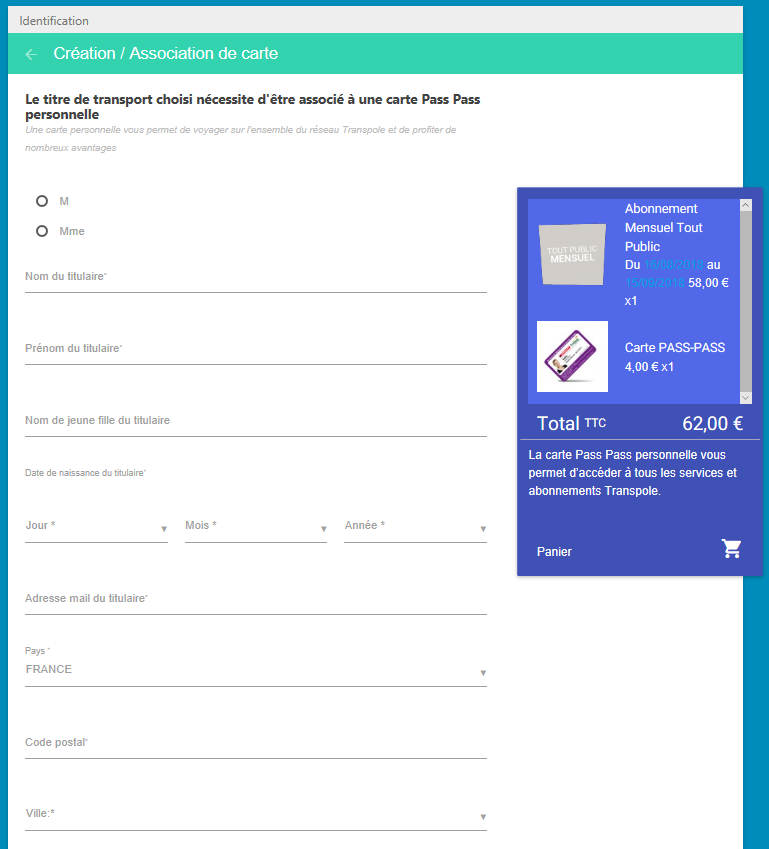 Identification
Création / Association de carte
Le titre de transport choisi nécessite d'être associé à une carte Pass Pass
personnelle
Une carte personnelle vous permet de voyager sur l'ensemble du réseau Transpole et de profiter de
nombreux avantages
M
Mme
Nom du titulaire*
Prénom du titulaire*
Nom de jeune fille du titulaire
Date de naissance du titulaire*
Jour *
Mois *
Année *
Adresse mail du titulaire*
Pays *
FRANCE
Code postal*
Ville:*
TOUT PUBLIC
MENSUEL
Abonnement
Mensuel Tout
Public
Du 16/08/2018 au
15/09/2018 58,00 €
x1
Carte PASS-PASS
4,00 € x1
Total TTC 62,00 €
La carte Pass Pass personnelle vous
permet d'accéder à tous les services et
abonnements Transpole.
Panier